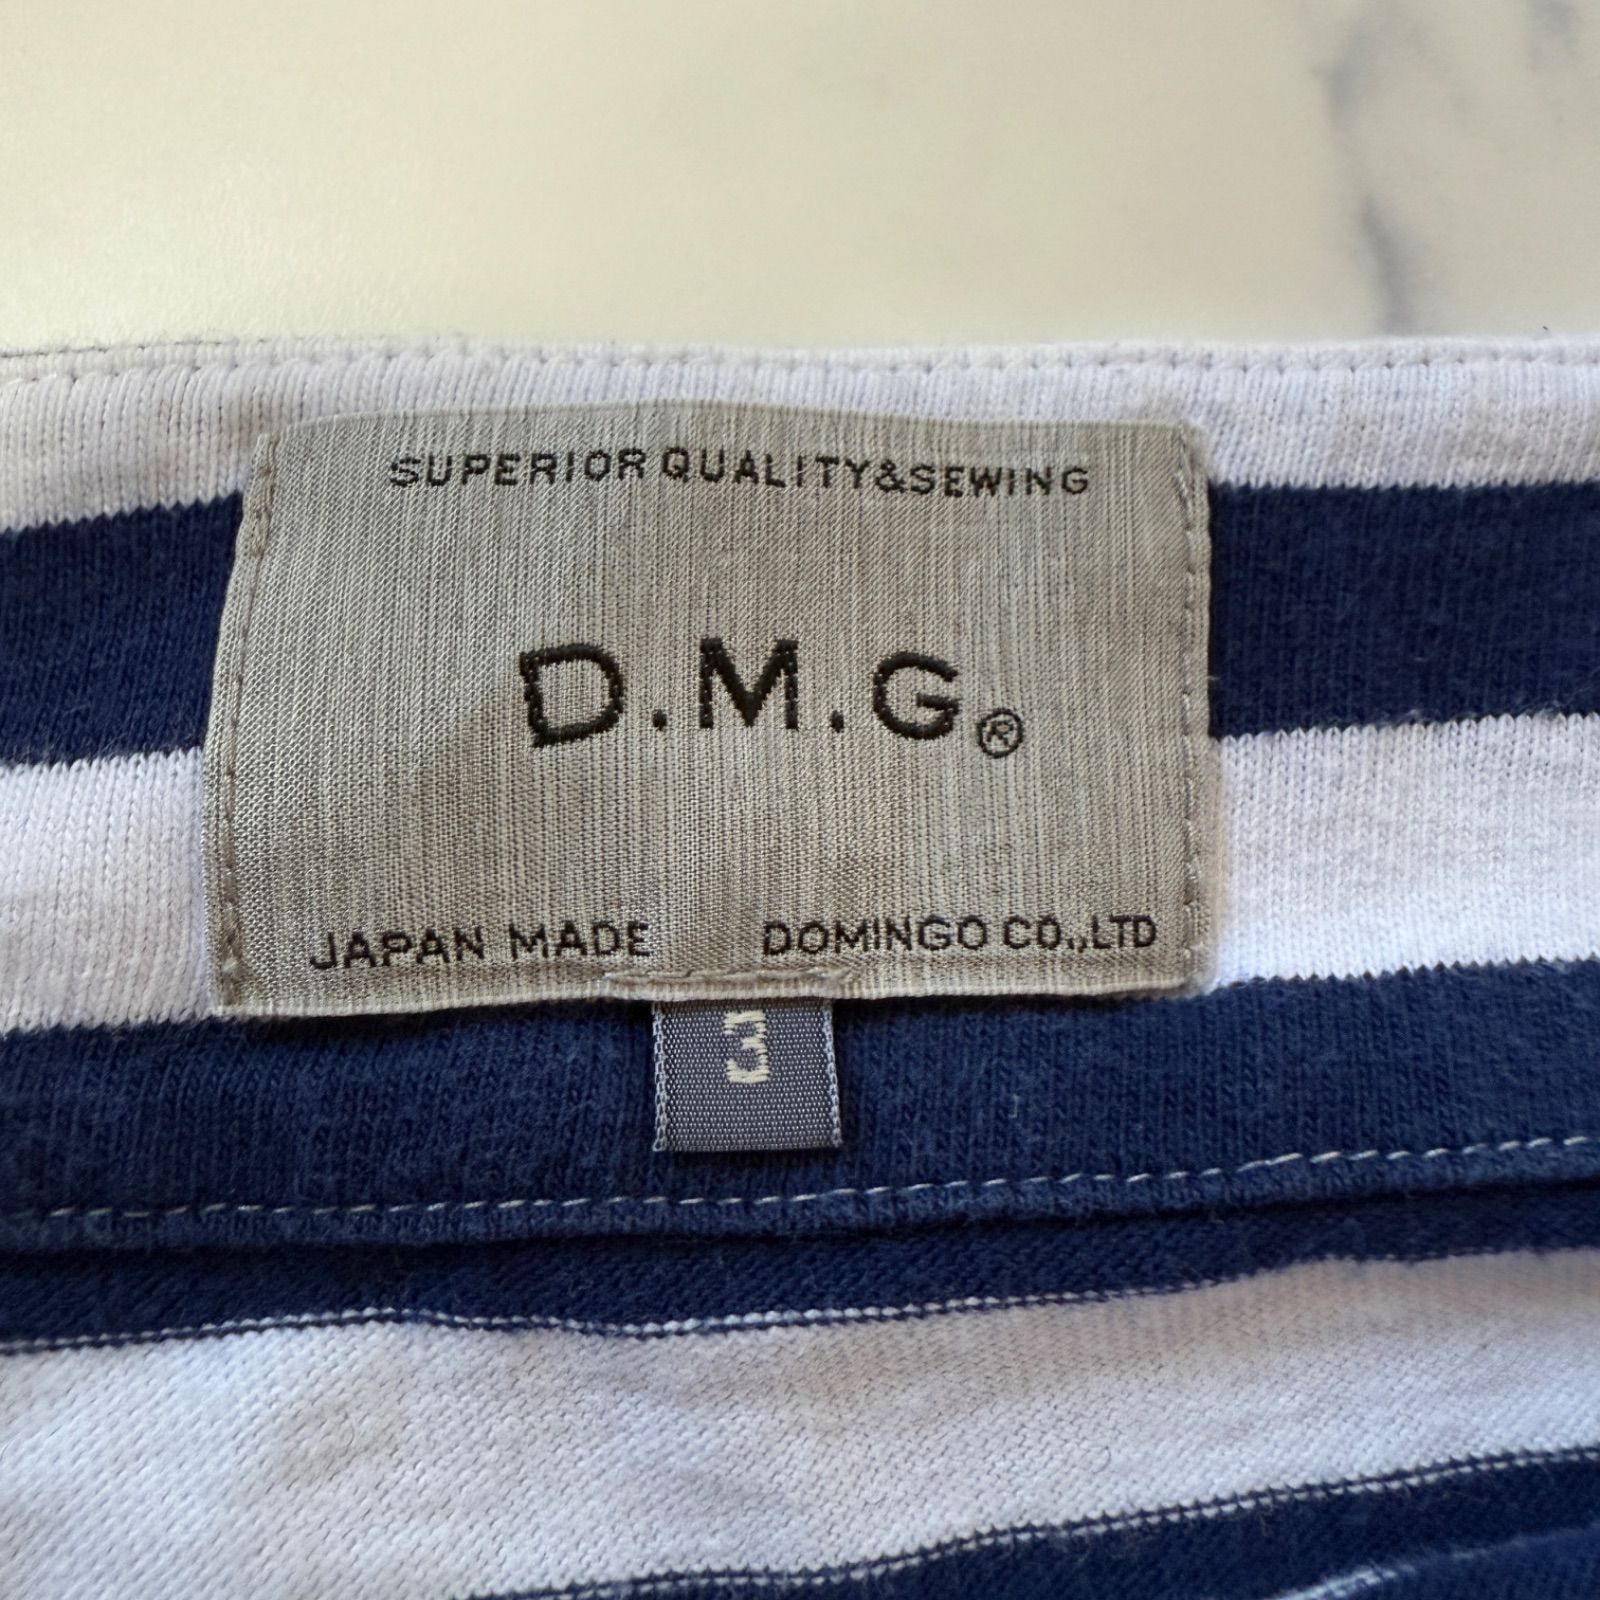 SUPERIOR QUALITY&SEWING
D.M.G®
JAPAN MADE DOMINGO CO.,LTD
3